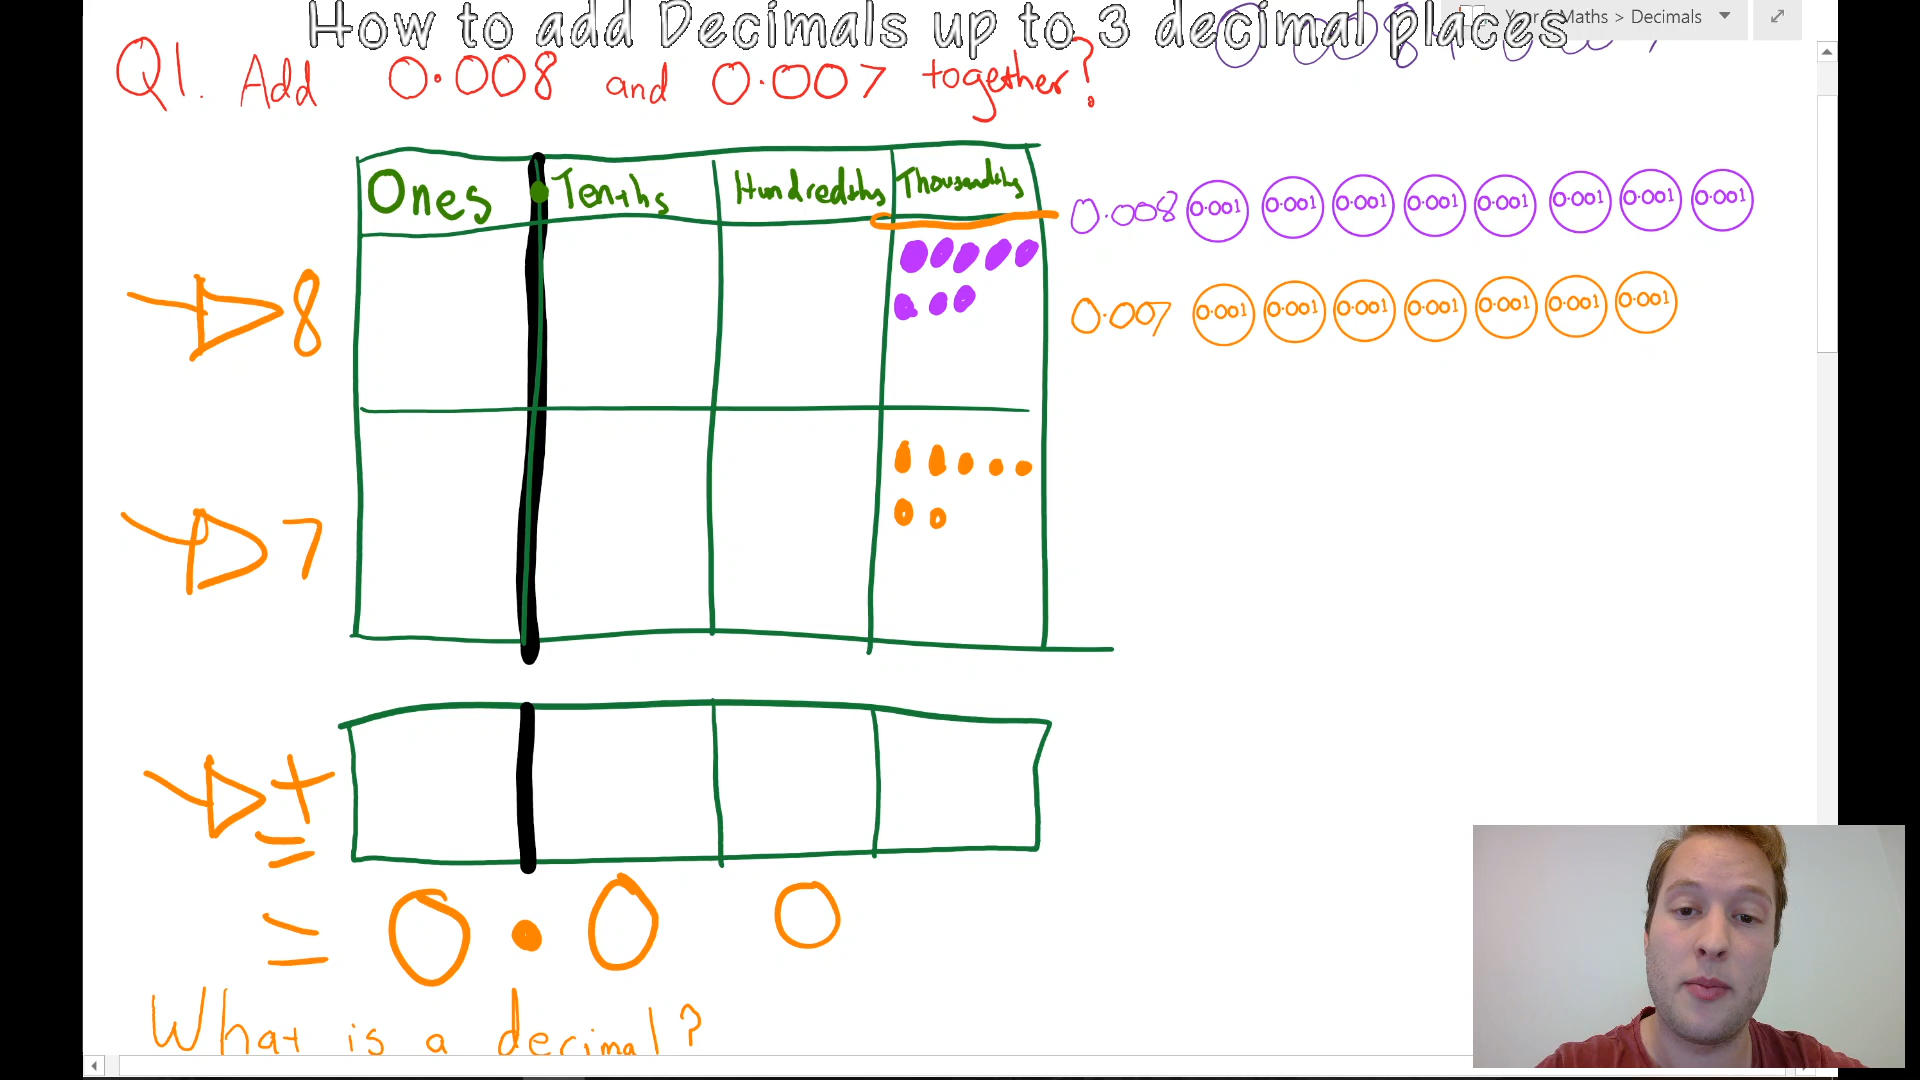 How to add Decimals up to 3 decimal places
Year 6 Maths > Decimals
Q1. Add 0.008 and 0.007 together?
Ones Tenths Hundredths Thousandths
0.008 0.001 0.001 0.001 0.001 0.001 0.001 0.001 0.001
8
0.007 0.001 0.001 0.001 0.001 0.001 0.001 0.001
7
+
=
= 0.0 0
What is a decimal?